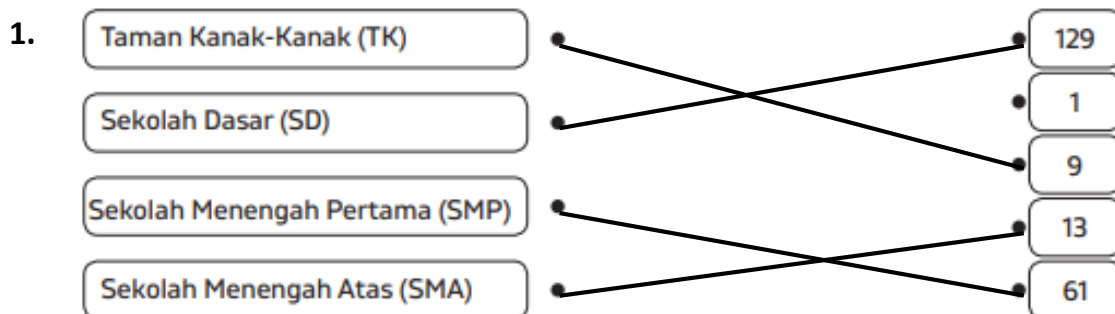 1. Taman Kanak-Kanak (TK) 129
1
Sekolah Dasar (SD)
9
Sekolah Menengah Pertama (SMP)
13
Sekolah Menengah Atas (SMA) 61